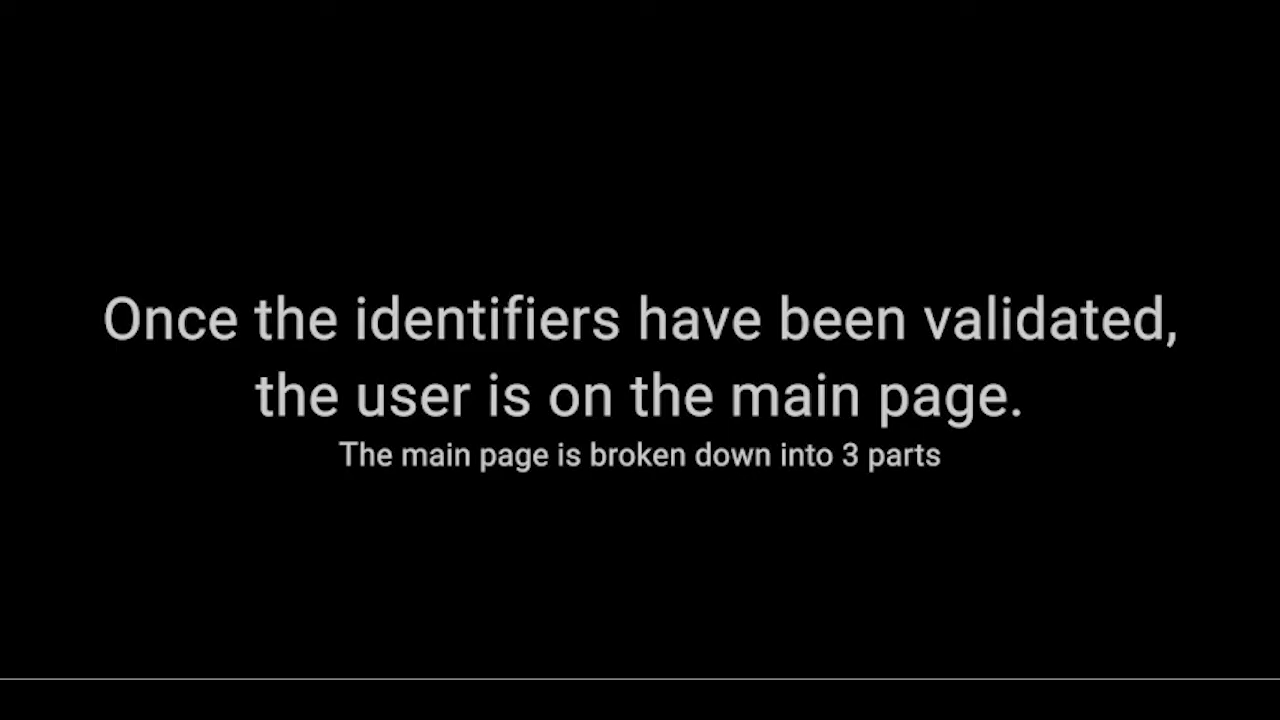 Once the identifiers have been validated,
the user is on the main page.
The main page is broken down into 3 parts